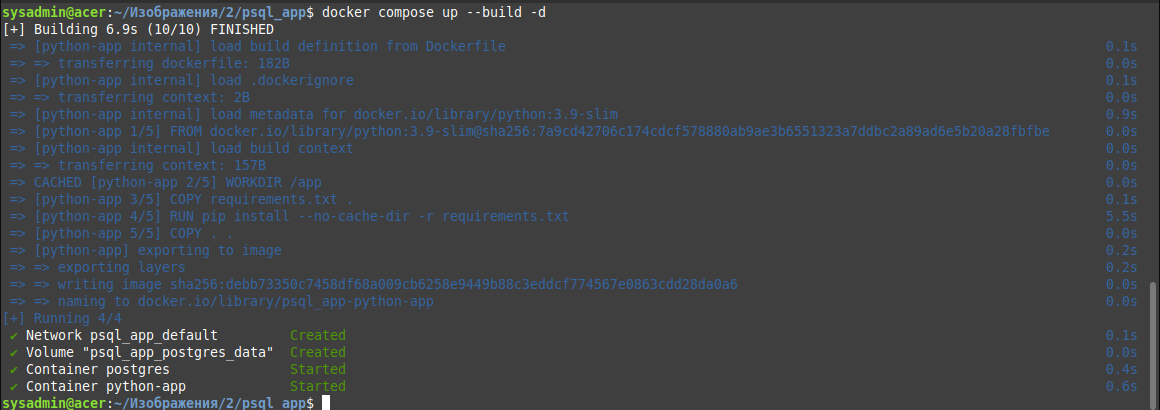 sysadmin@acer:~/Изображения/2/psql_app$ docker compose up --build -d
[+] Building 6.9s (10/10) FINISHED
=> [python-app internal] load build definition from Dockerfile 0.1s
=> => transferring dockerfile: 182B 0.0s
=> [python-app internal] load .dockerignore 0.1s
=> => transferring context: 2B 0.0s
=> [python-app internal] load metadata for docker.io/library/python:3.9-slim 0.9s
=> [python-app 1/5] FROM docker.io/library/python:3.9-slim@sha256:7a9cd42706c174cdcf578880ab9ae3b6551323a7ddbc2a89ad6e5b20a28fbfbe 0.0s
=> [python-app internal] load build context 0.0s
=> => transferring context: 157B 0.0s
=> CACHED [python-app 2/5] WORKDIR /app 0.0s
=> [python-app 3/5] COPY requirements.txt . 0.1s
=> [python-app 4/5] RUN pip install --no-cache-dir -r requirements.txt 5.5s
=> [python-app 5/5] COPY . . 0.0s
=> [python-app] exporting to image 0.2s
=> => exporting layers 0.2s
=> => writing image sha256:debb73350c7458df68a009cb6258e9449b88c3eddcf774567e0863cdd28da0a6 0.0s
=> => naming to docker.io/library/psql_app-python-app 0.0s
[+] Running 4/4
✔ Network psql_app_default Created 0.1s
✔ Volume "psql_app_postgres_data" Created 0.0s
✔ Container postgres Started 0.4s
✔ Container python-app Started 0.6s
sysadmin@acer:~/Изображения/2/psql_app$